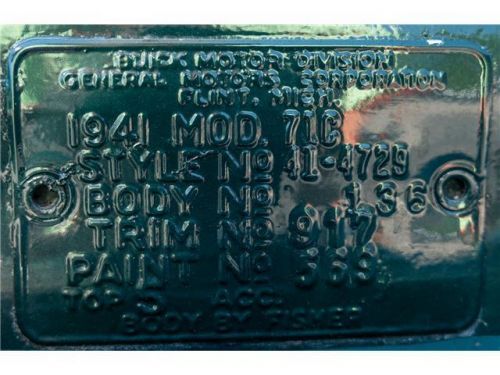 BUICK MOTOR DIVISION
GENERAL MOTORS CORPORATION
FLINT, MICH.
1941 MOD. 71C
STYLE NO 41-4729
BODY NO 136
TRIM NO 917
PAINT NO 569
TOP ACC.
BODY BY FISHER